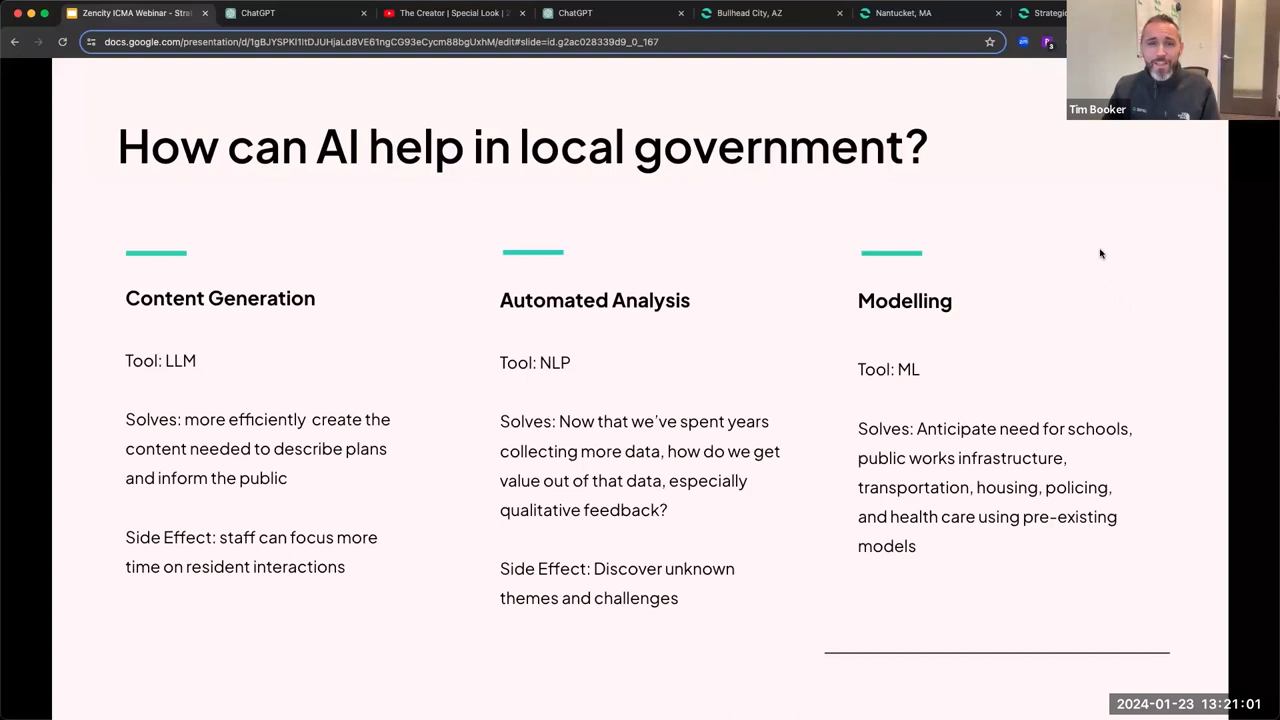 Zencity ICMA Webinar - Stra
ChatGPT
The Creator | Special Look |
ChatGPT
Bullhead City, AZ
Nantucket, MA
Strategic
docs.google.com/presentation/d/1gBJYSPKI1ltDJUHjaLd8VE61ngCG93eCycm88bgUxhM/edit#slide=id.g2ac028339d9_0_167
Tim Booker
How can AI help in local government?
Content Generation
Tool: LLM
Solves: more efficiently create the
content needed to describe plans
and inform the public
Side Effect: staff can focus more
time on resident interactions
Automated Analysis
Tool: NLP
Solves: Now that we’ve spent years
collecting more data, how do we get
value out of that data, especially
qualitative feedback?
Side Effect: Discover unknown
themes and challenges
Modelling
Tool: ML
Solves: Anticipate need for schools,
public works infrastructure,
transportation, housing, policing,
and health care using pre-existing
models
2024-01-23 13:21:01